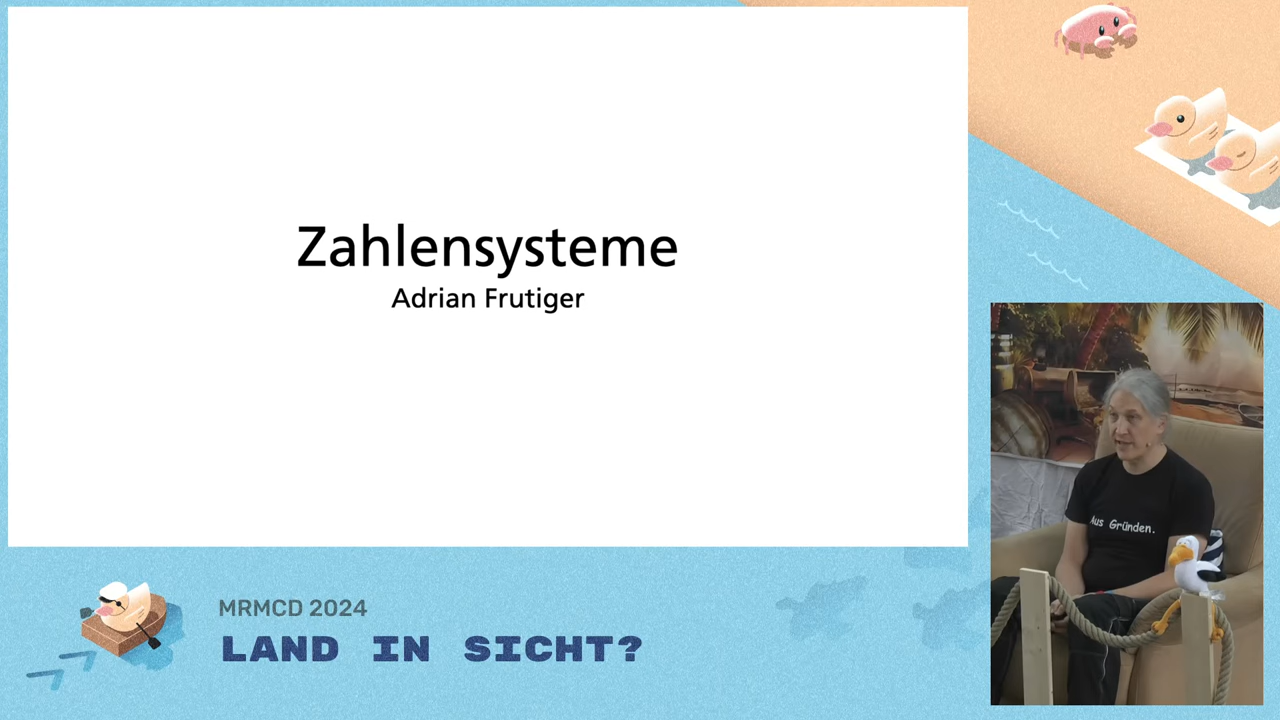 Zahlensysteme
Adrian Frutiger
Aus Gründen.
MRMCD 2024
LAND IN SICHT?